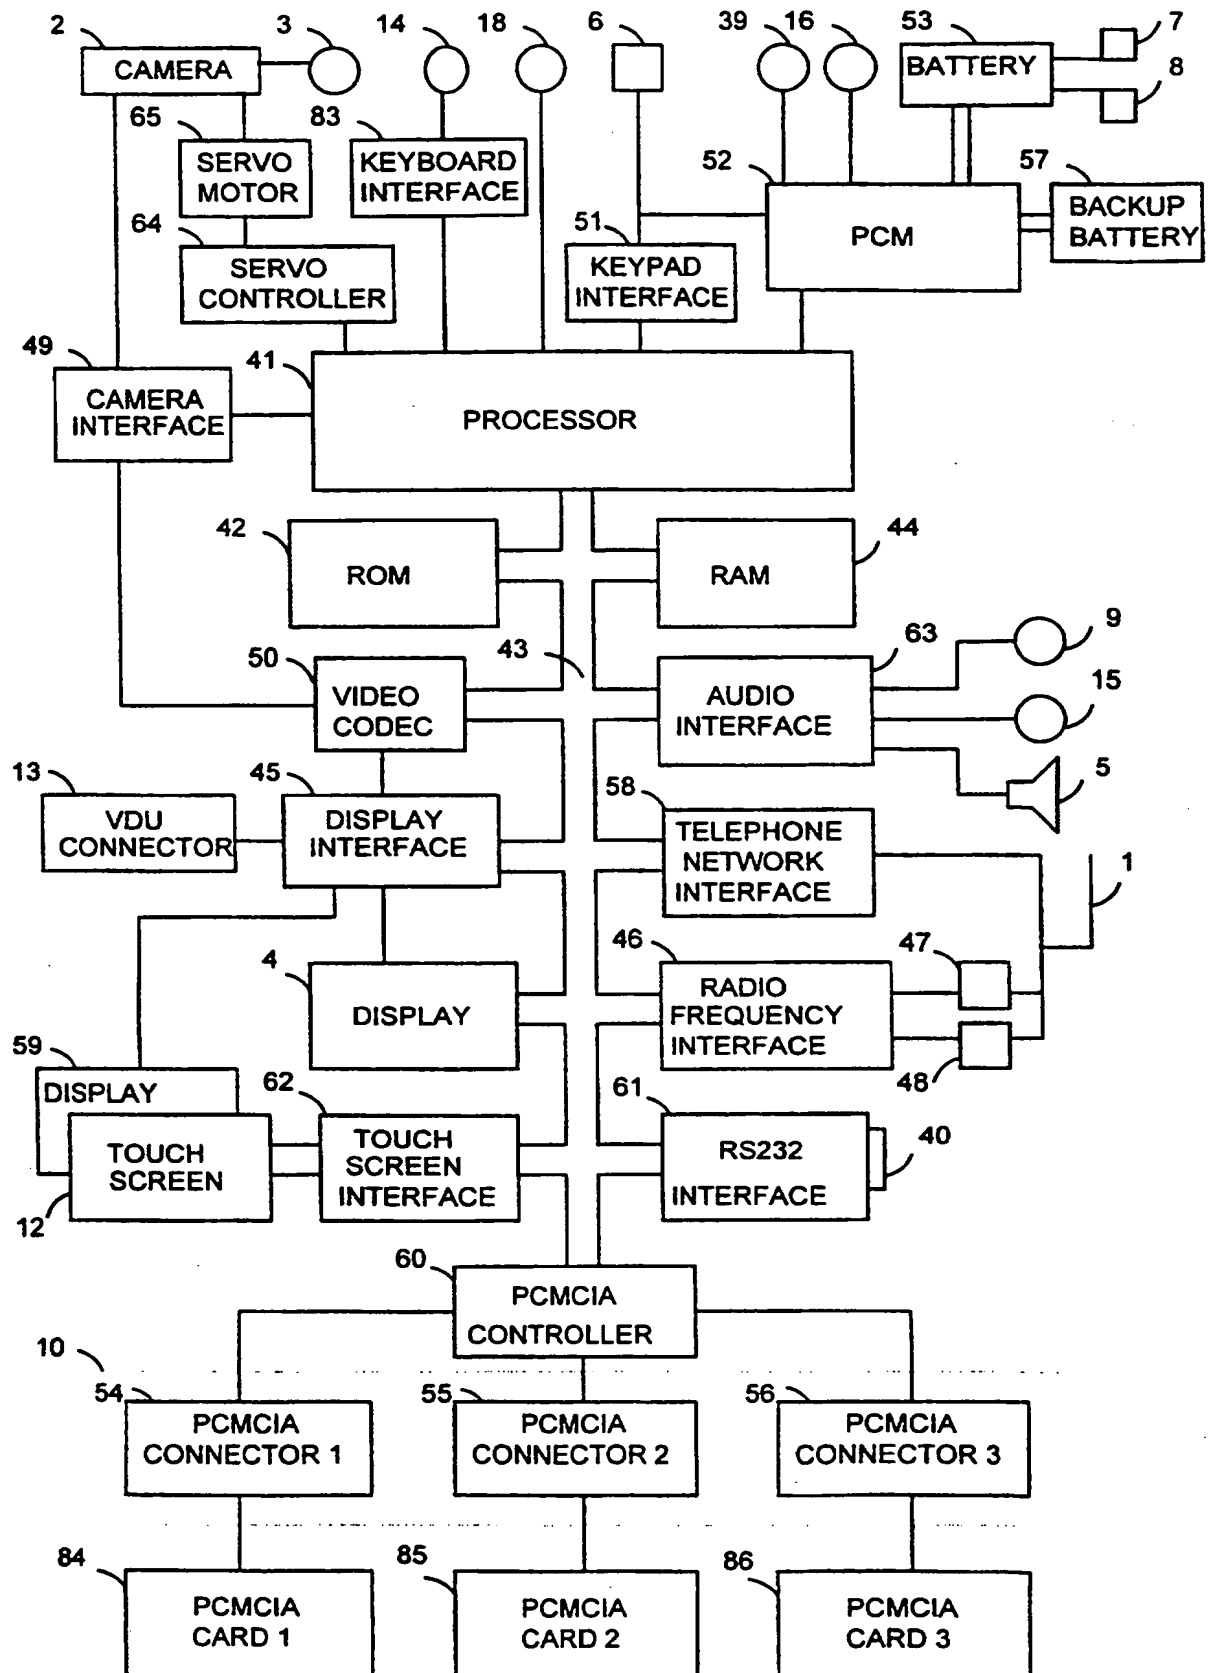 2 3 14 18 6 39 16 53 7
CAMERA BATTERY 8
65 83 52 57
SERVO MOTOR
KEYBOARD INTERFACE
PCM
BACKUP BATTERY
64 51
SERVO CONTROLLER
KEYPAD INTERFACE
49 41
CAMERA INTERFACE
PROCESSOR
42 44
ROM RAM
43 63 9
50
VIDEO CODEC
AUDIO INTERFACE
15
13 45 58 5
VDU CONNECTOR
DISPLAY INTERFACE
TELEPHONE NETWORK INTERFACE
1
4 46 47
DISPLAY
RADIO FREQUENCY INTERFACE
59 62 61 48
DISPLAY
TOUCH SCREEN
TOUCH SCREEN INTERFACE
RS232 INTERFACE
40
12
60
PCMCIA CONTROLLER
10
54 55 56
PCMCIA CONNECTOR 1
PCMCIA CONNECTOR 2
PCMCIA CONNECTOR 3
84 85 86
PCMCIA CARD 1
PCMCIA CARD 2
PCMCIA CARD 3